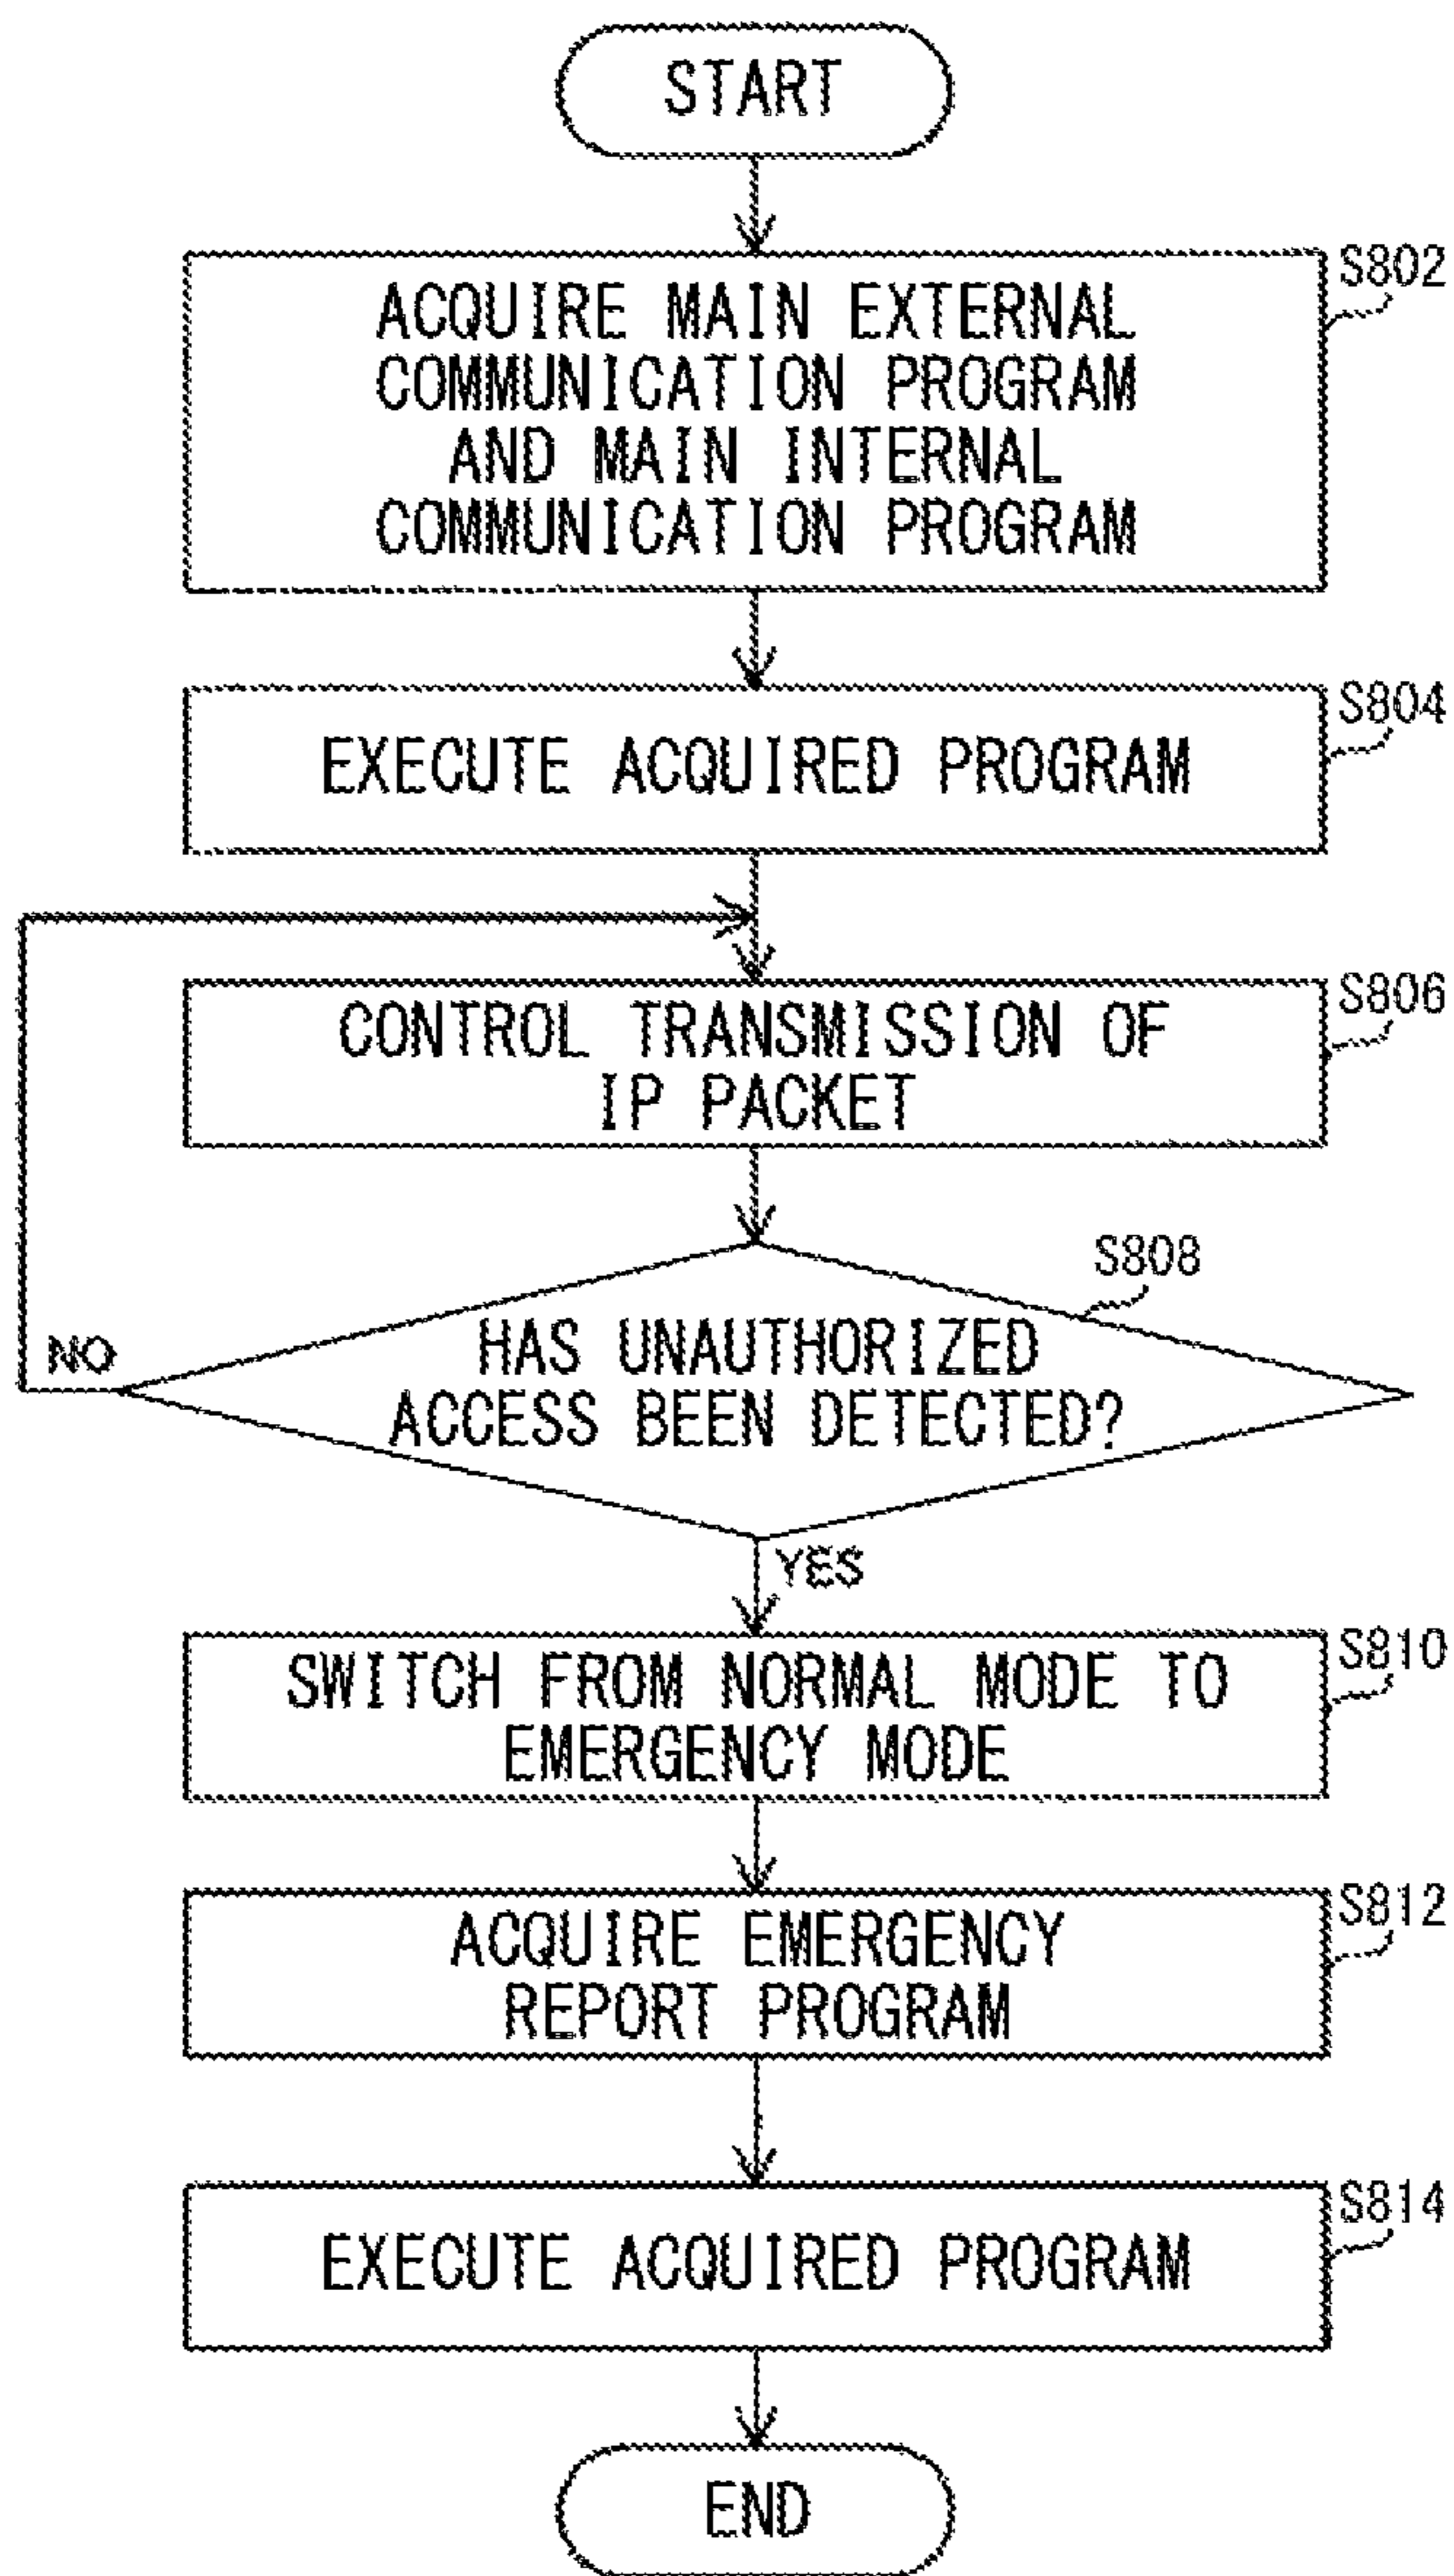 START
S802
ACQUIRE MAIN EXTERNAL
COMMUNICATION PROGRAM
AND MAIN INTERNAL
COMMUNICATION PROGRAM
S804
EXECUTE ACQUIRED PROGRAM
S806
CONTROL TRANSMISSION OF
IP PACKET
S808
HAS UNAUTHORIZED
ACCESS BEEN DETECTED?
NO
YES
S810
SWITCH FROM NORMAL MODE TO
EMERGENCY MODE
S812
ACQUIRE EMERGENCY
REPORT PROGRAM
S814
EXECUTE ACQUIRED PROGRAM
END